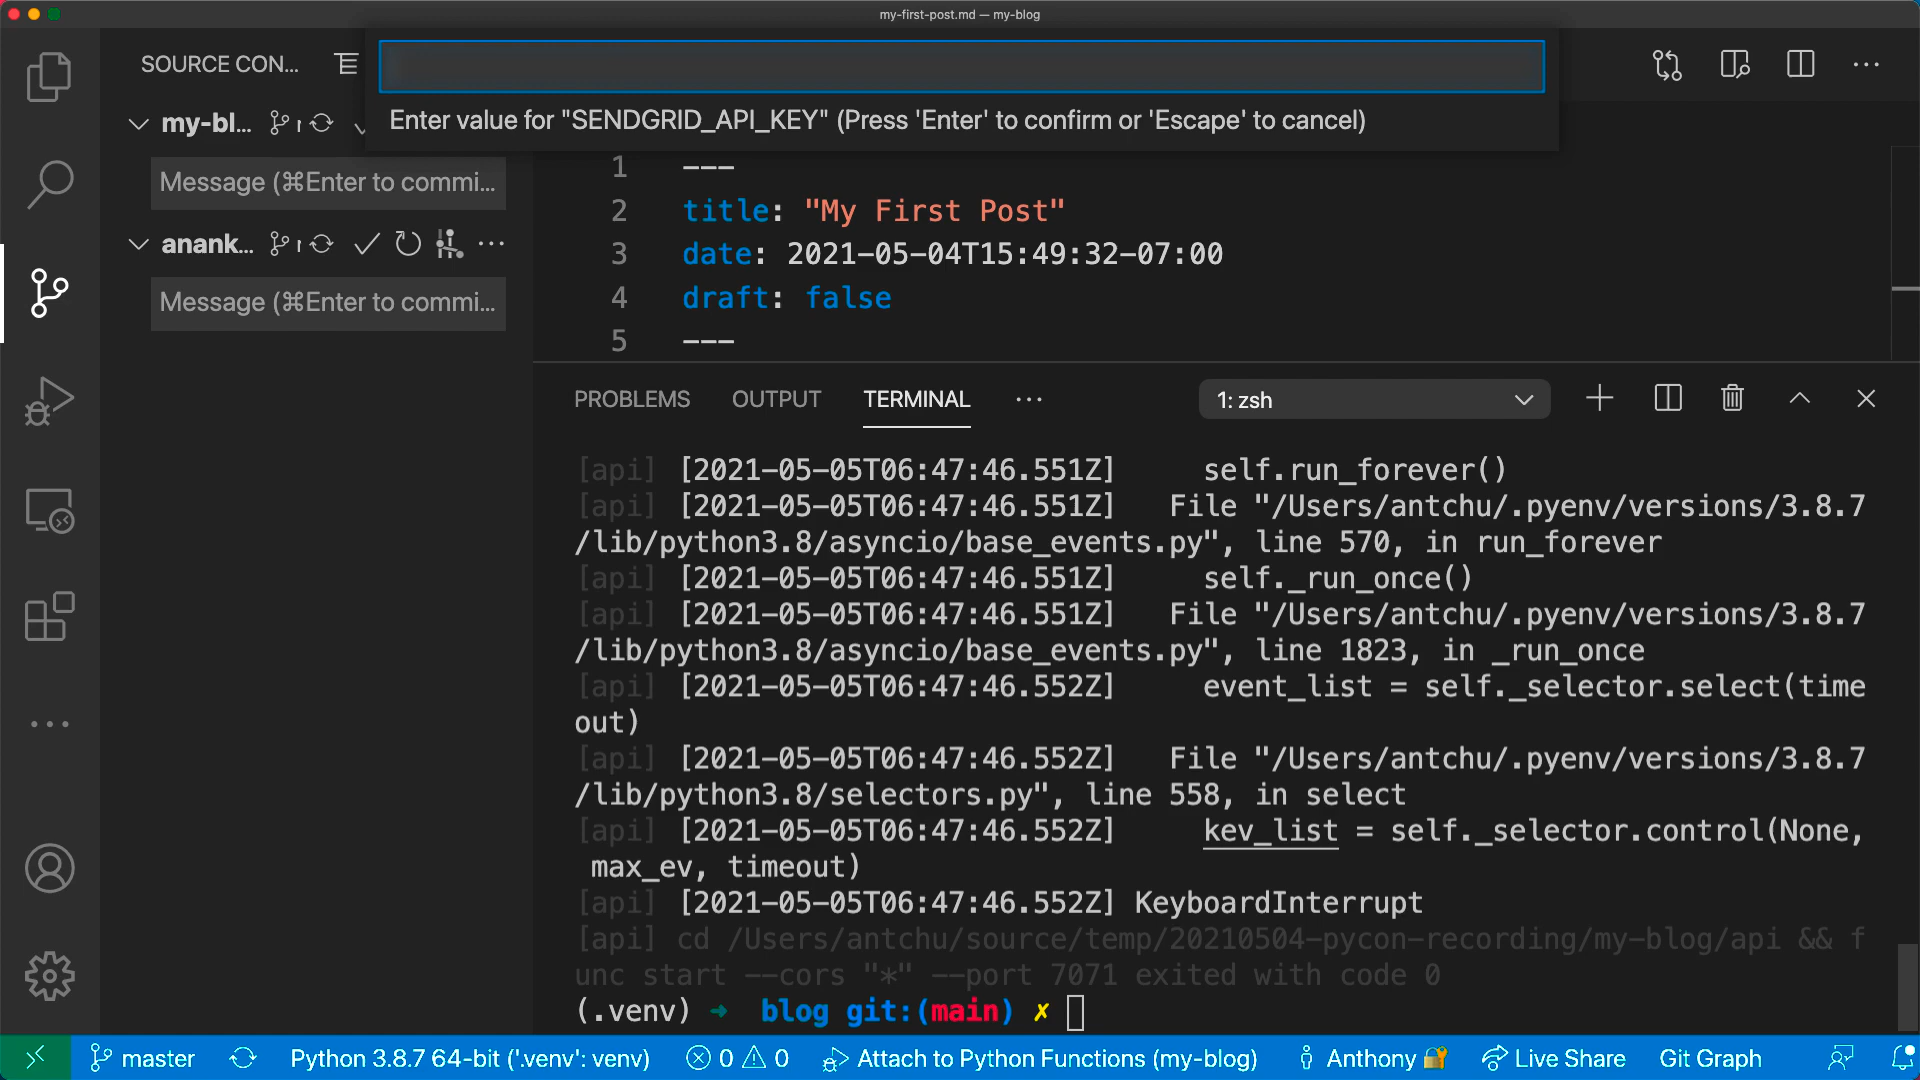 my-first-post.md — my-blog
SOURCE CON...
Enter value for "SENDGRID_API_KEY" (Press 'Enter' to confirm or 'Escape' to cancel)
my-bl...
Message (⌘Enter to commi...
anank...
Message (⌘Enter to commi...
1 ---
2 title: "My First Post"
3 date: 2021-05-04T15:49:32-07:00
4 draft: false
5 ---
PROBLEMS OUTPUT TERMINAL ... 1: zsh
[api] [2021-05-05T06:47:46.551Z]     self.run_forever()
[api] [2021-05-05T06:47:46.551Z]   File "/Users/antchu/.pyenv/versions/3.8.7
/lib/python3.8/asyncio/base_events.py", line 570, in run_forever
[api] [2021-05-05T06:47:46.551Z]     self._run_once()
[api] [2021-05-05T06:47:46.551Z]   File "/Users/antchu/.pyenv/versions/3.8.7
/lib/python3.8/asyncio/base_events.py", line 1823, in _run_once
[api] [2021-05-05T06:47:46.552Z]     event_list = self._selector.select(time
out)
[api] [2021-05-05T06:47:46.552Z]   File "/Users/antchu/.pyenv/versions/3.8.7
/lib/python3.8/selectors.py", line 558, in select
[api] [2021-05-05T06:47:46.552Z]     kev_list = self._selector.control(None,
max_ev, timeout)
[api] [2021-05-05T06:47:46.552Z] KeyboardInterrupt
[api] cd /Users/antchu/source/temp/20210504-pycon-recording/my-blog/api && f
unc start --cors "*" --port 7071 exited with code 0
(.venv) ➜ blog git:(main) ✗
master Python 3.8.7 64-bit ('.venv': venv) 0 0 Attach to Python Functions (my-blog) Anthony 🔐 Live Share Git Graph